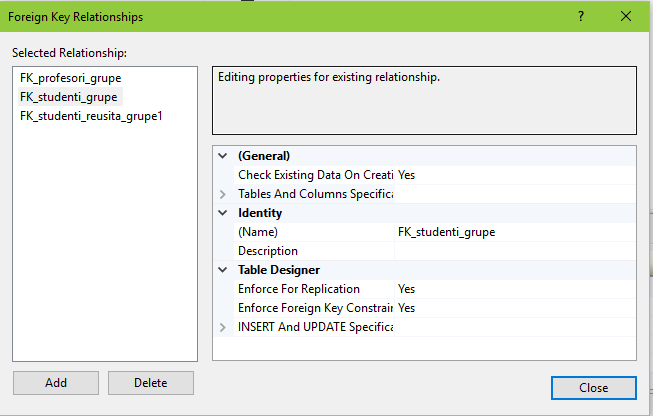 Foreign Key Relationships
?
Selected Relationship:
FK_profesori_grupe
FK_studenti_grupe
FK_studenti_reusita_grupe1
Editing properties for existing relationship.
(General)
Check Existing Data On Creati Yes
Tables And Columns Specifica
Identity
(Name) FK_studenti_grupe
Description
Table Designer
Enforce For Replication Yes
Enforce Foreign Key Constrain Yes
INSERT And UPDATE Specifica
Add
Delete
Close